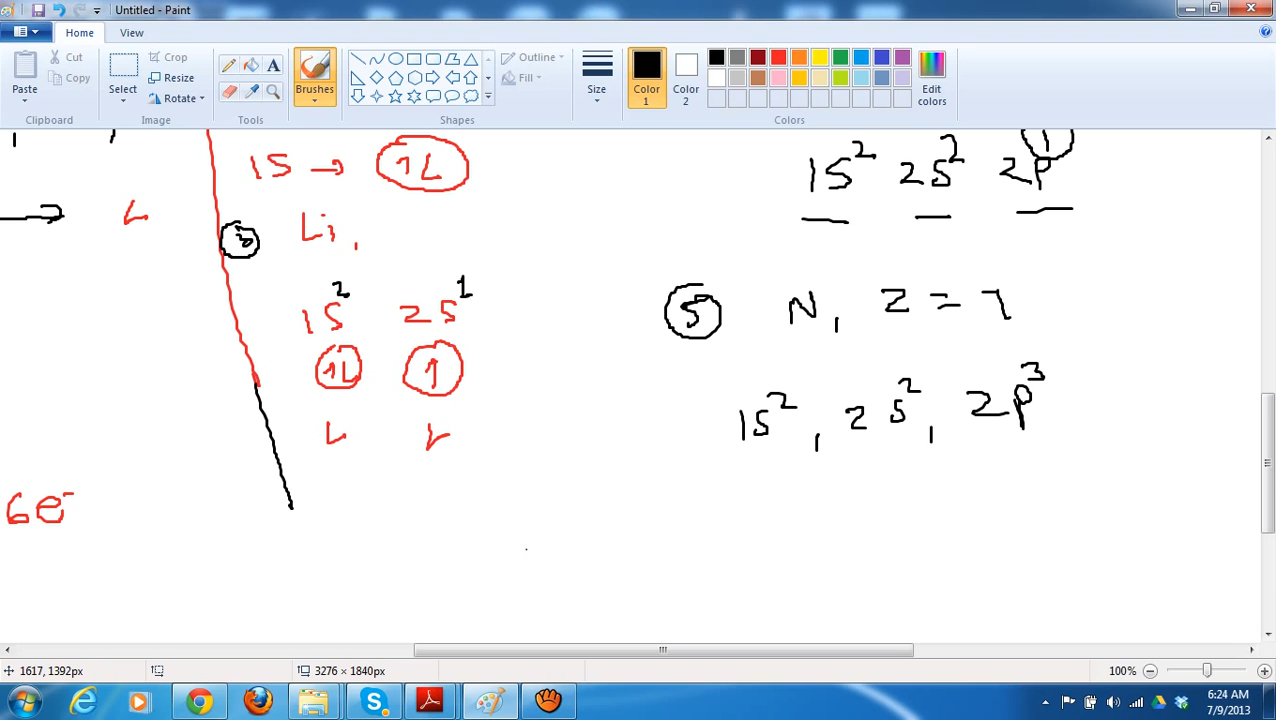 Untitled - Paint
Home View
Paste
Cut
Copy
Clipboard
Select
Crop
Resize
Rotate
Image
Tools
Brushes
Outline
Fill
Shapes
Size
Color 1
Color 2
Edit colors
Colors
1S → 1L
L
3 Li,
1S² 2S¹
1L 1
L L
6e⁻
1S² 2S² 2P¹
5 N, Z = 7
1S², 2S², 2P³
1617, 1392px
3276 × 1840px
100%
6:24 AM
7/9/2013